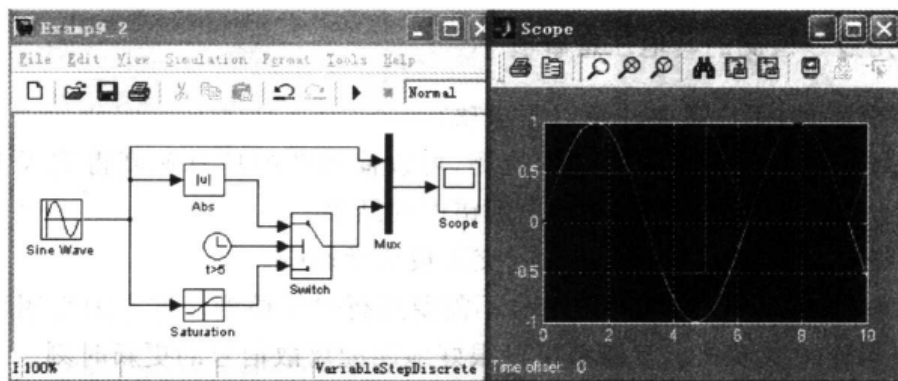 Examp9_2
File Edit View Simulation Format Tools Help
Normal
|u|
Abs
Sine Wave
t>5
Switch
Saturation
Mux
Scope
100%
VariableStepDiscrete
Scope
1
0.5
0
-0.5
-1
0 2 4 6 8 10
Time offset: 0